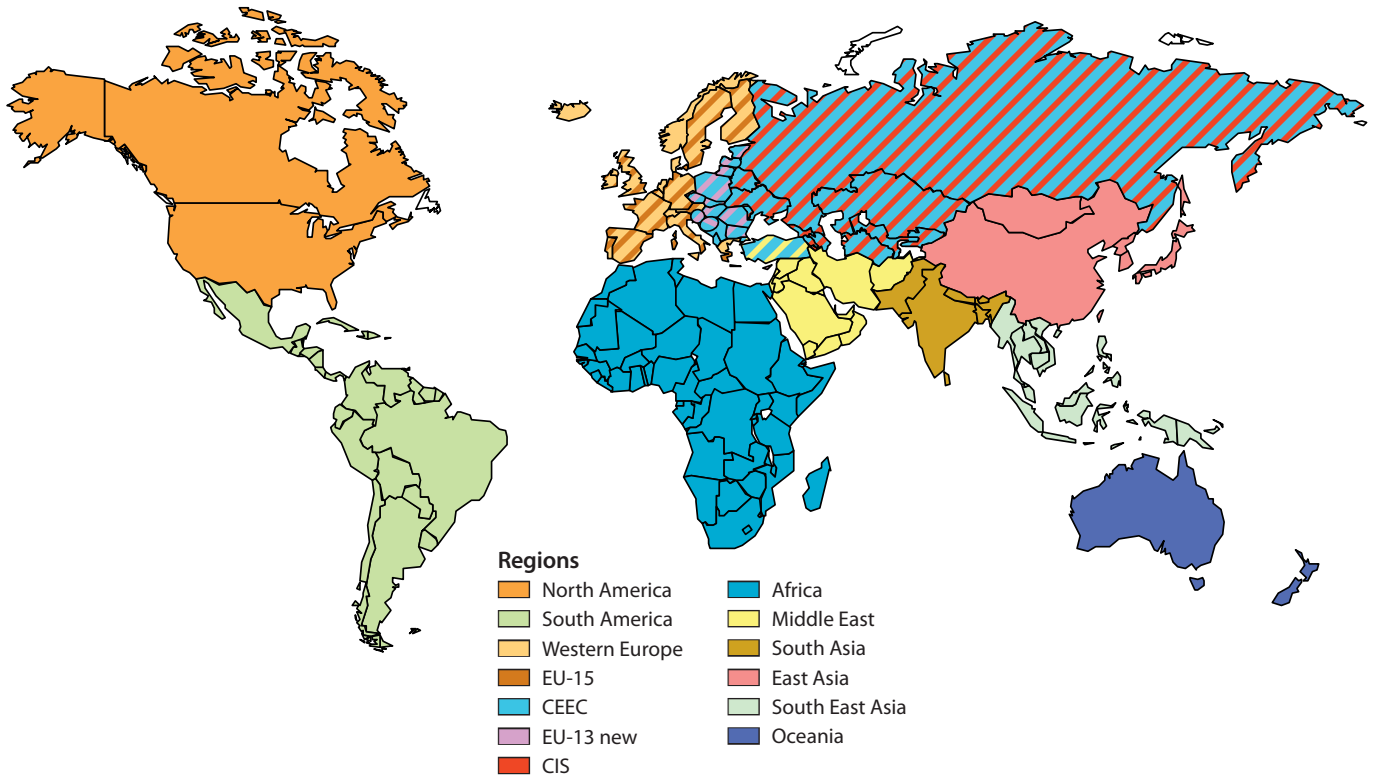 Regions
North America
South America
Western Europe
EU-15
CEEC
EU-13 new
CIS
Africa
Middle East
South Asia
East Asia
South East Asia
Oceania